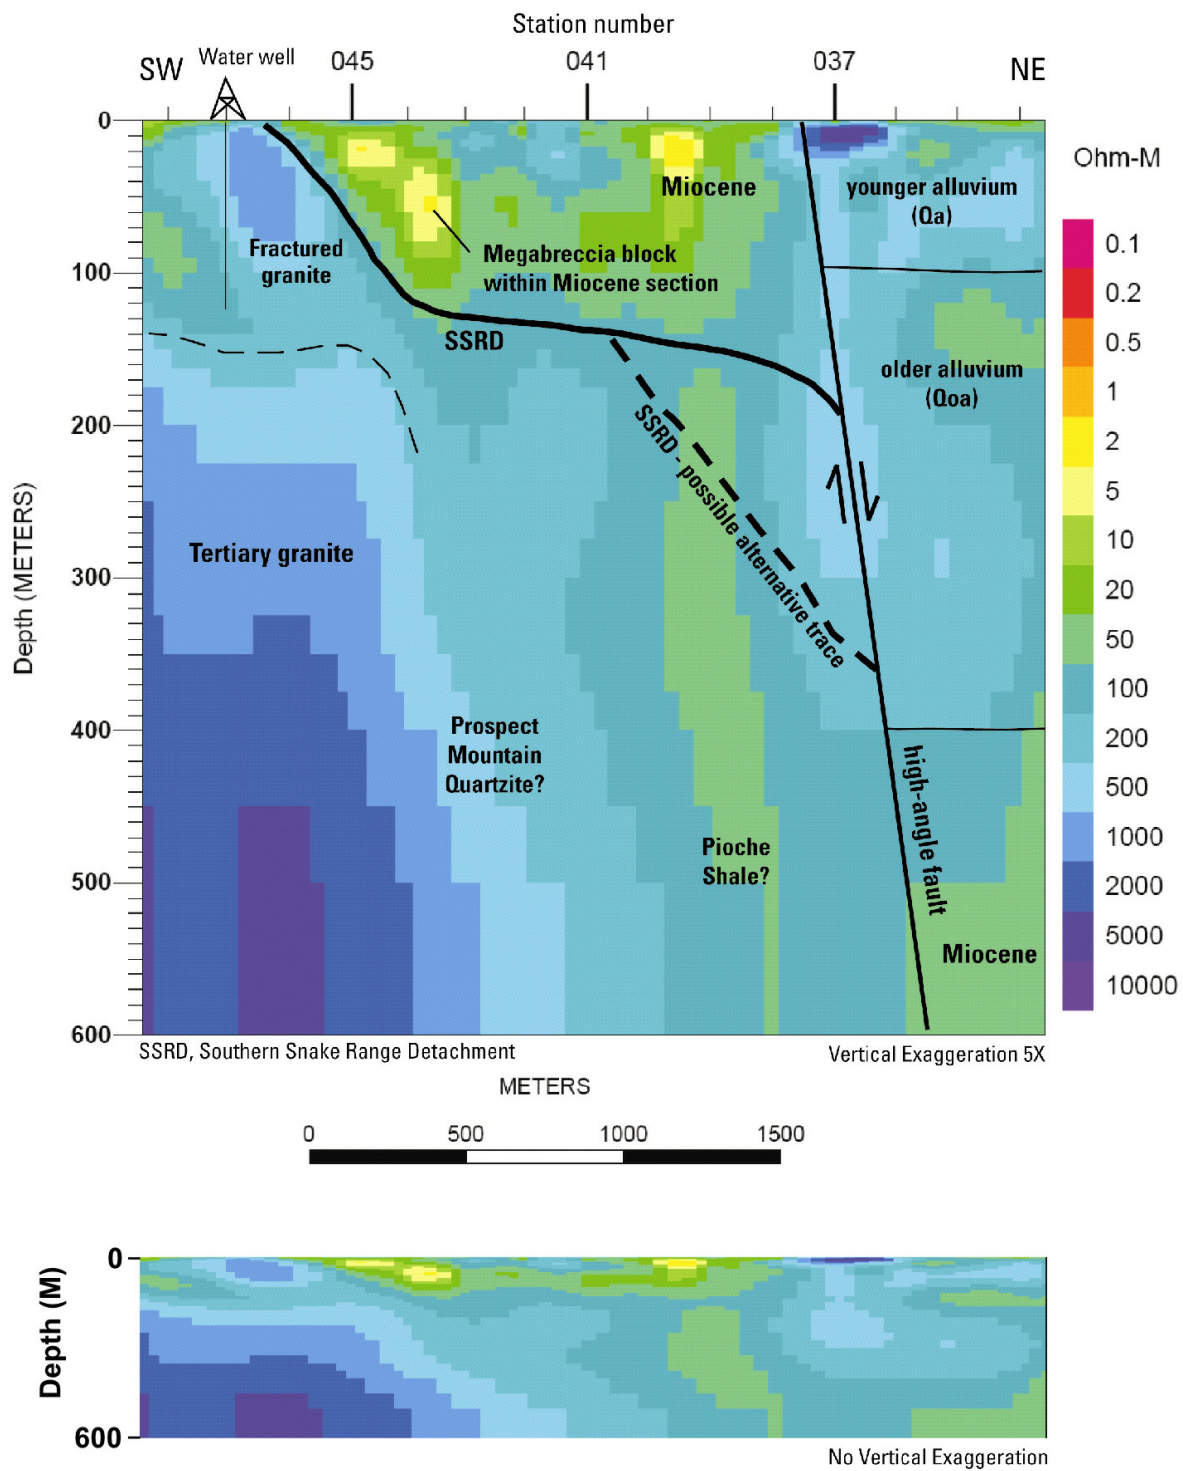 Station number
SW
Water well
045
041
037
NE
0
100
200
300
400
500
600
Depth (METERS)
Fractured
granite
Megabreccia block
within Miocene section
Miocene
younger alluvium
(Qa)
SSRD
older alluvium
(Qoa)
SSRD - possible alternative trace
Tertiary granite
Prospect
Mountain
Quartzite?
Pioche
Shale?
high-angle fault
Miocene
Ohm-M
0.1
0.2
0.5
1
2
5
10
20
50
100
200
500
1000
2000
5000
10000
SSRD, Southern Snake Range Detachment
Vertical Exaggeration 5X
METERS
0
500
1000
1500
Depth (M)
0
600
No Vertical Exaggeration